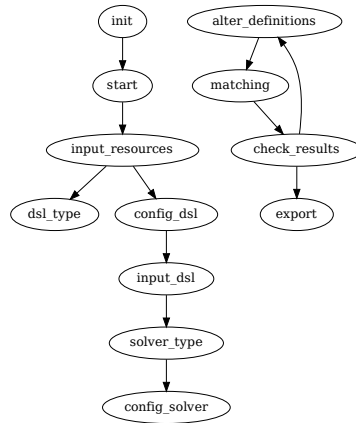 init
alter_definitions
start
matching
input_resources
check_results
dsl_type
config_dsl
export
input_dsl
solver_type
config_solver